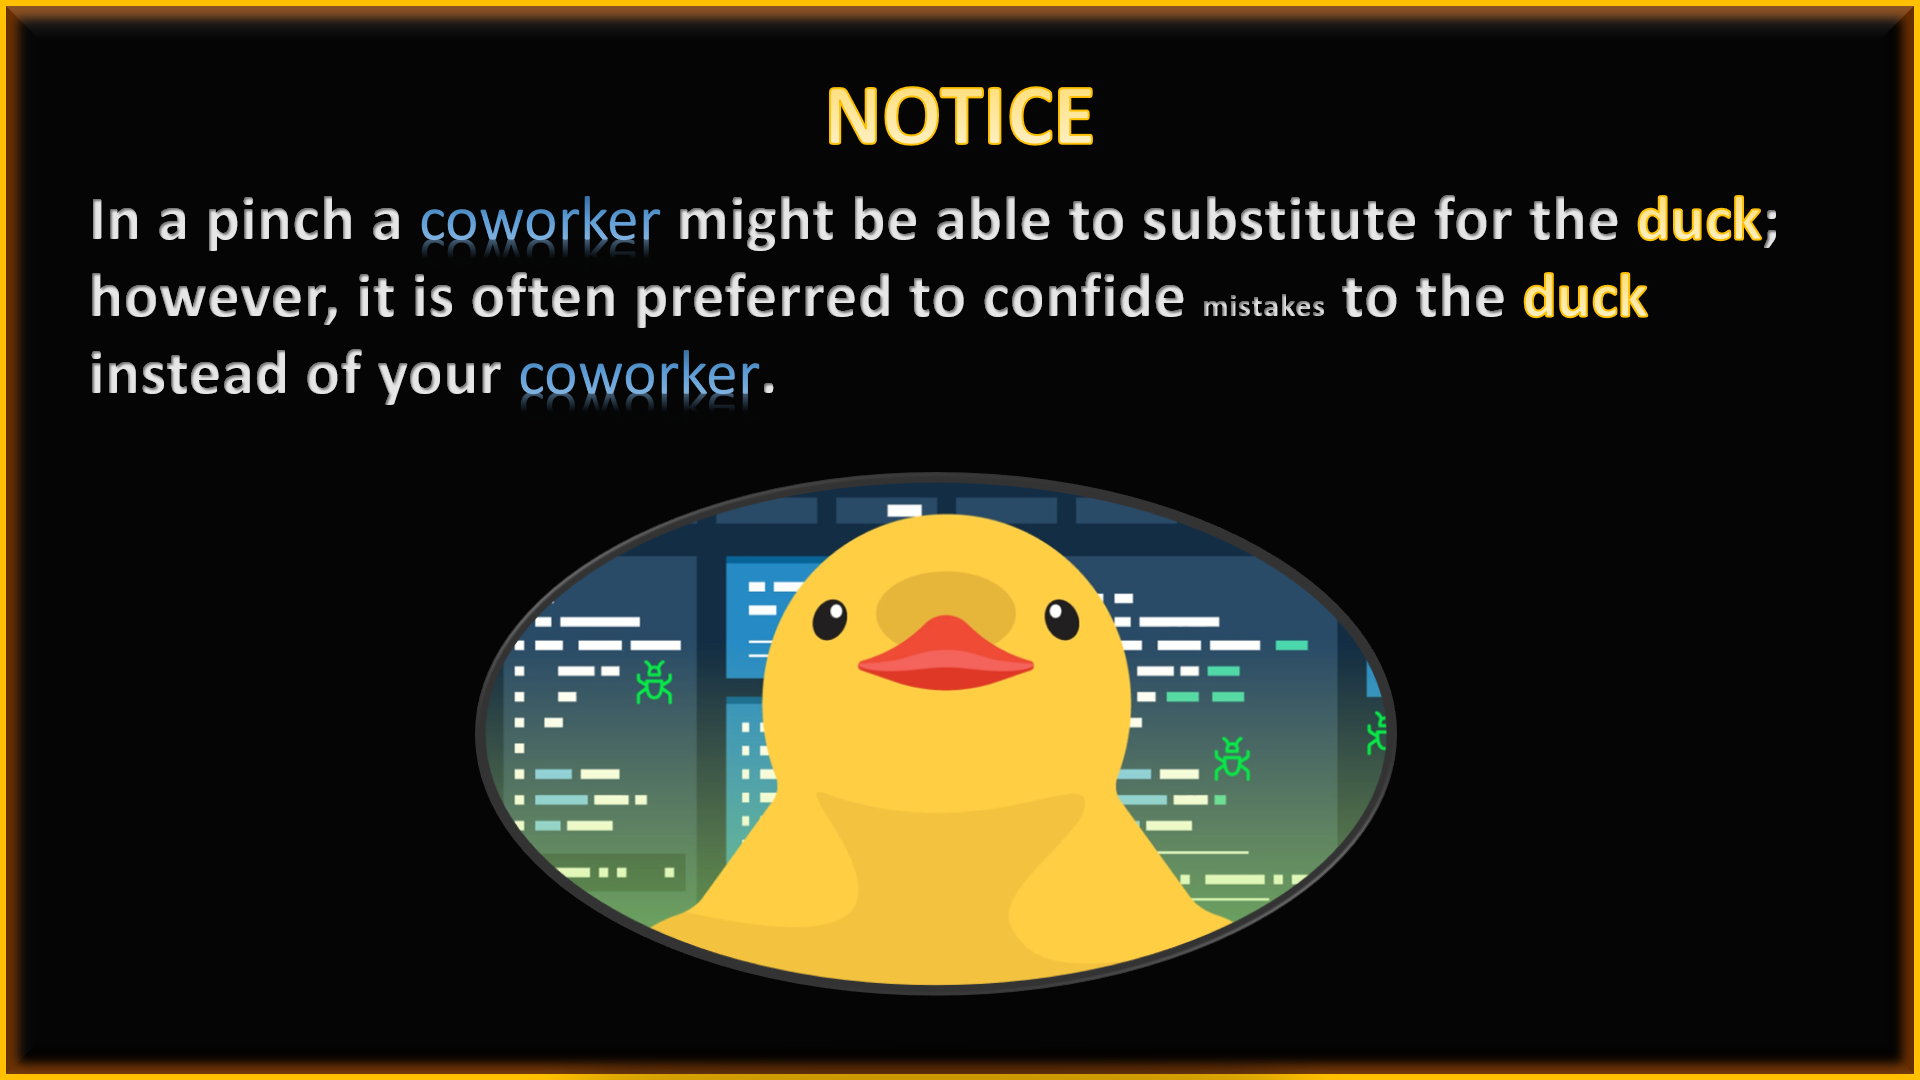 NOTICE
In a pinch a coworker might be able to substitute for the duck;
however, it is often preferred to confide mistakes to the duck
instead of your coworker.